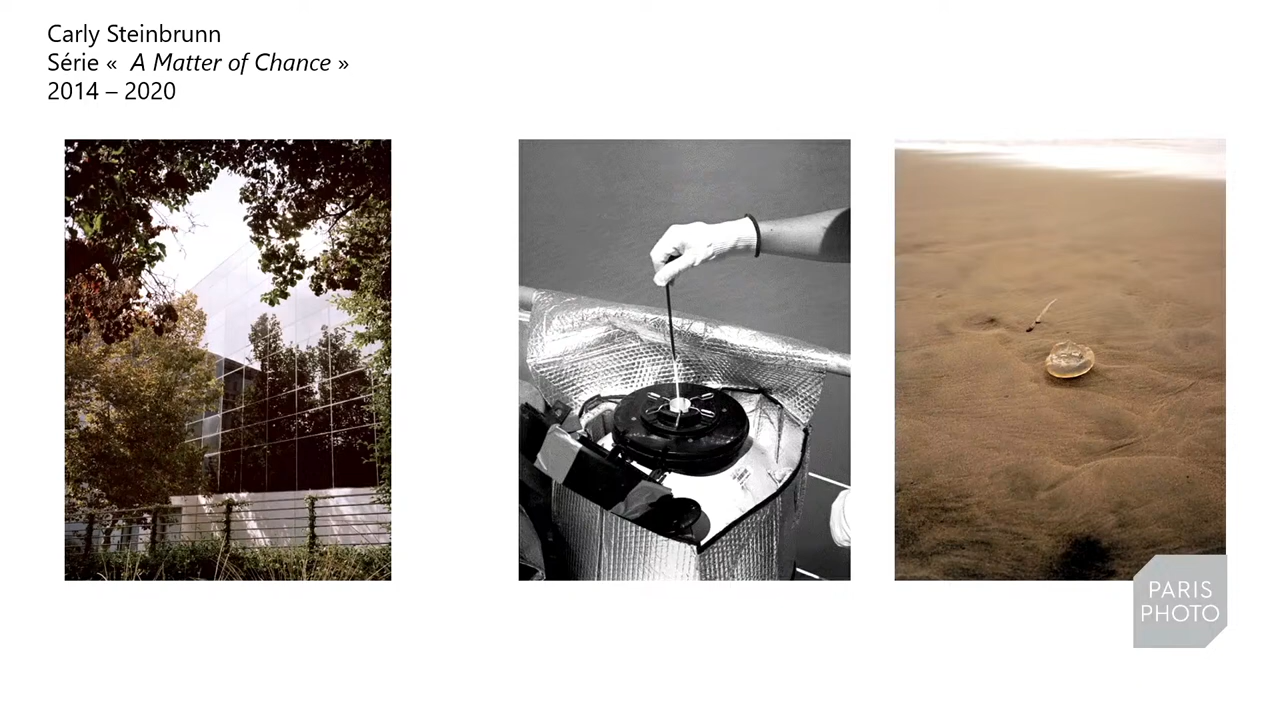 Carly Steinbrunn
Série «  A Matter of Chance »
2014 – 2020
PARIS
PHOTO